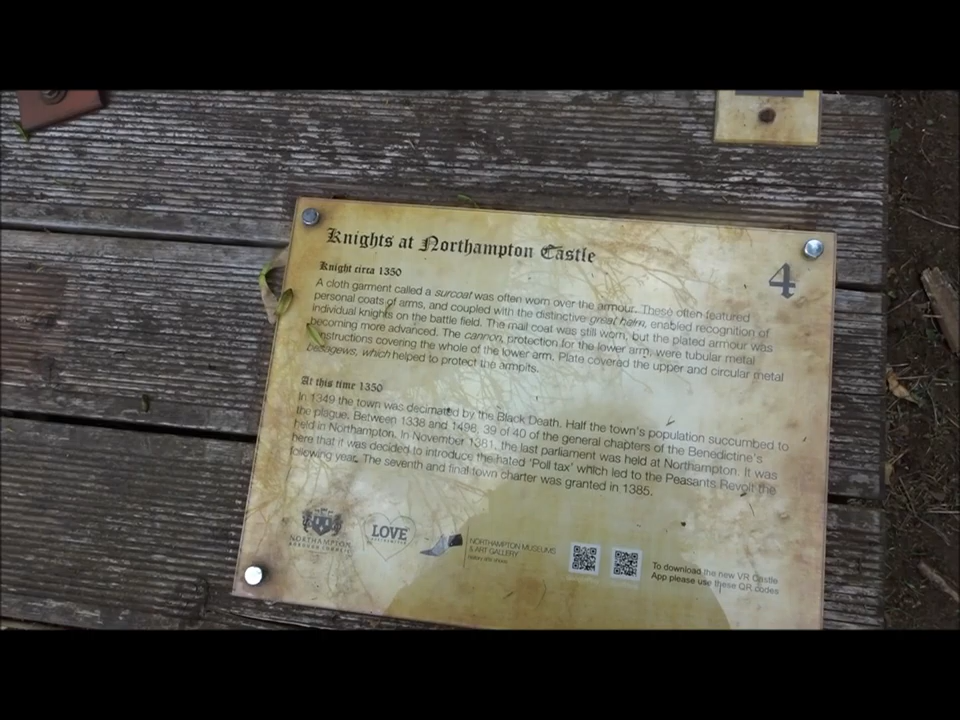 Knights at Northampton Castle
4
Knight circa 1350
A cloth garment called a surcoat was often worn over the armour. These often featured
personal coats of arms, and coupled with the distinctive great helm, enabled recognition of
individual knights on the battle field. The mail coat was still worn, but the plated armour was
becoming more advanced. The cannon, protection for the lower arm, were tubular metal
constructions covering the whole of the lower arm. Plate covered the upper and circular metal
besagews, which helped to protect the armpits.
At this time 1350
In 1349 the town was decimated by the Black Death. Half the town's population succumbed to
the plague. Between 1338 and 1498, 39 of 40 of the general chapters of the Benedictine's
held in Northampton. In November 1381, the last parliament was held at Northampton. It was
here that it was decided to introduce the hated 'Poll tax' which led to the Peasants Revolt the
following year. The seventh and final town charter was granted in 1385.
NORTHAMPTON
BOROUGH COUNCIL
LOVE
NORTHAMPTON
NORTHAMPTON MUSEUMS
& ART GALLERY
To download the new VR Castle
App please use these QR codes